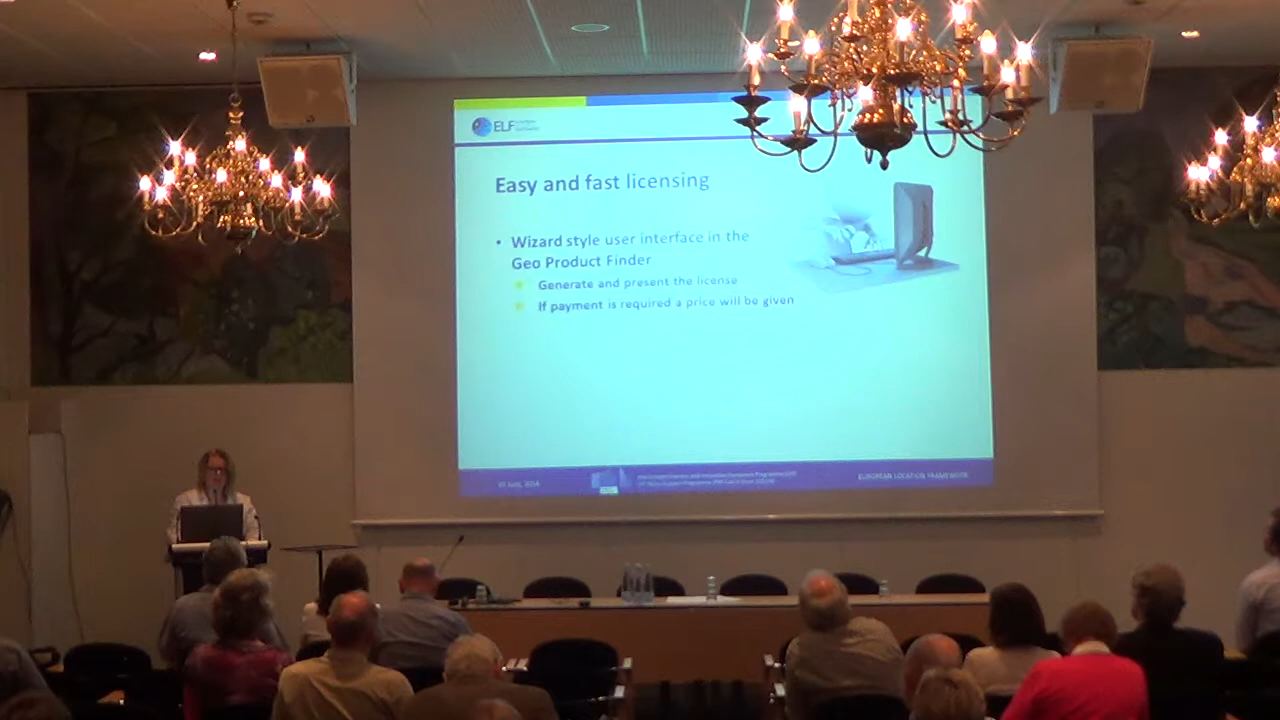 ELF
Easy and fast licensing
• Wizard style user interface in the
Geo Product Finder
Generate and present the license
If payment is required a price will be given
EUROPEAN LOCATION FRAMEWORK